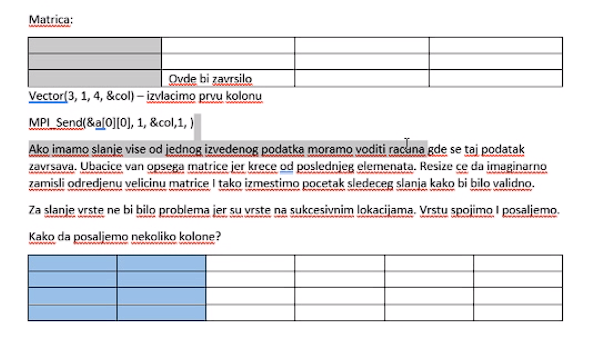 Matrica:
Ovde bi zavrsilo
Vector(3, 1, 4, &col) – izvlacimo prvu kolonu
MPI_Send(&a[0][0], 1, &col,1, )
Ako imamo slanje vise od jednog izvedenog podatka moramo voditi racuna gde se taj podatak
zavrsava. Ubacice van opsega matrice jer krece od poslednjeg elemenata. Resize ce da imaginarno
zamisli odredjenu velicinu matrice I tako izmestimo pocetak sledeceg slanja kako bi bilo validno.
Za slanje vrste ne bi bilo problema jer su vrste na sukcesivnim lokacijama. Vrstu spojimo I posaljemo.
Kako da posaljemo nekoliko kolone?